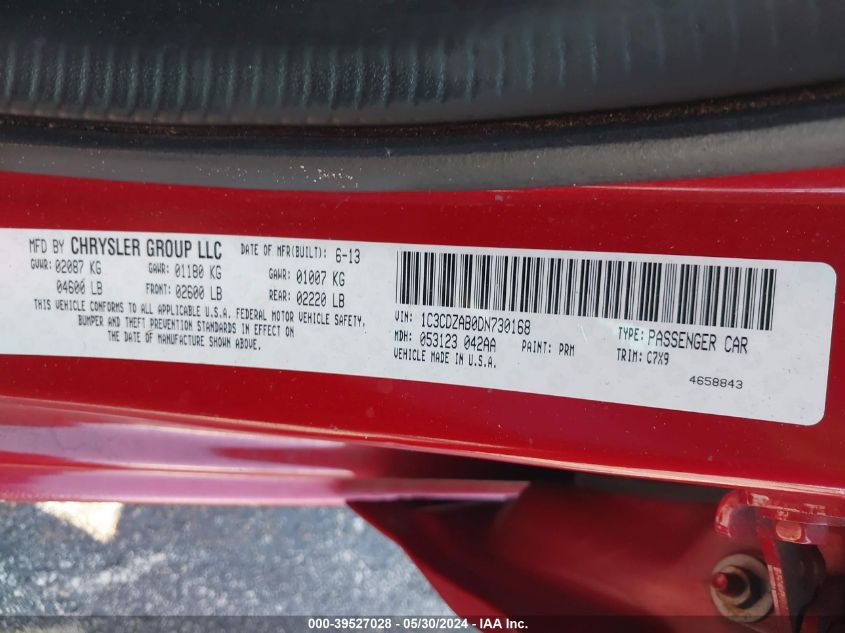 MFD BY CHRYSLER GROUP LLC DATE OF MFR(BUILT): 6-13
GVWR: 02087 KG GAWR: 01180 KG GAWR: 01007 KG
04600 LB FRONT: 02600 LB REAR: 02220 LB
THIS VEHICLE CONFORMS TO ALL APPLICABLE U.S.A. FEDERAL MOTOR VEHICLE SAFETY,
BUMPER AND THEFT PREVENTION STANDARDS IN EFFECT ON
THE DATE OF MANUFACTURE SHOWN ABOVE.
VIN: 1C3CDZAB0DN730168 TYPE: PASSENGER CAR
MDH: 053123 042AA PAINT: PRM TRIM: C7X9
VEHICLE MADE IN U.S.A.
4658843
000-39527028 - 05/30/2024 - IAA Inc.